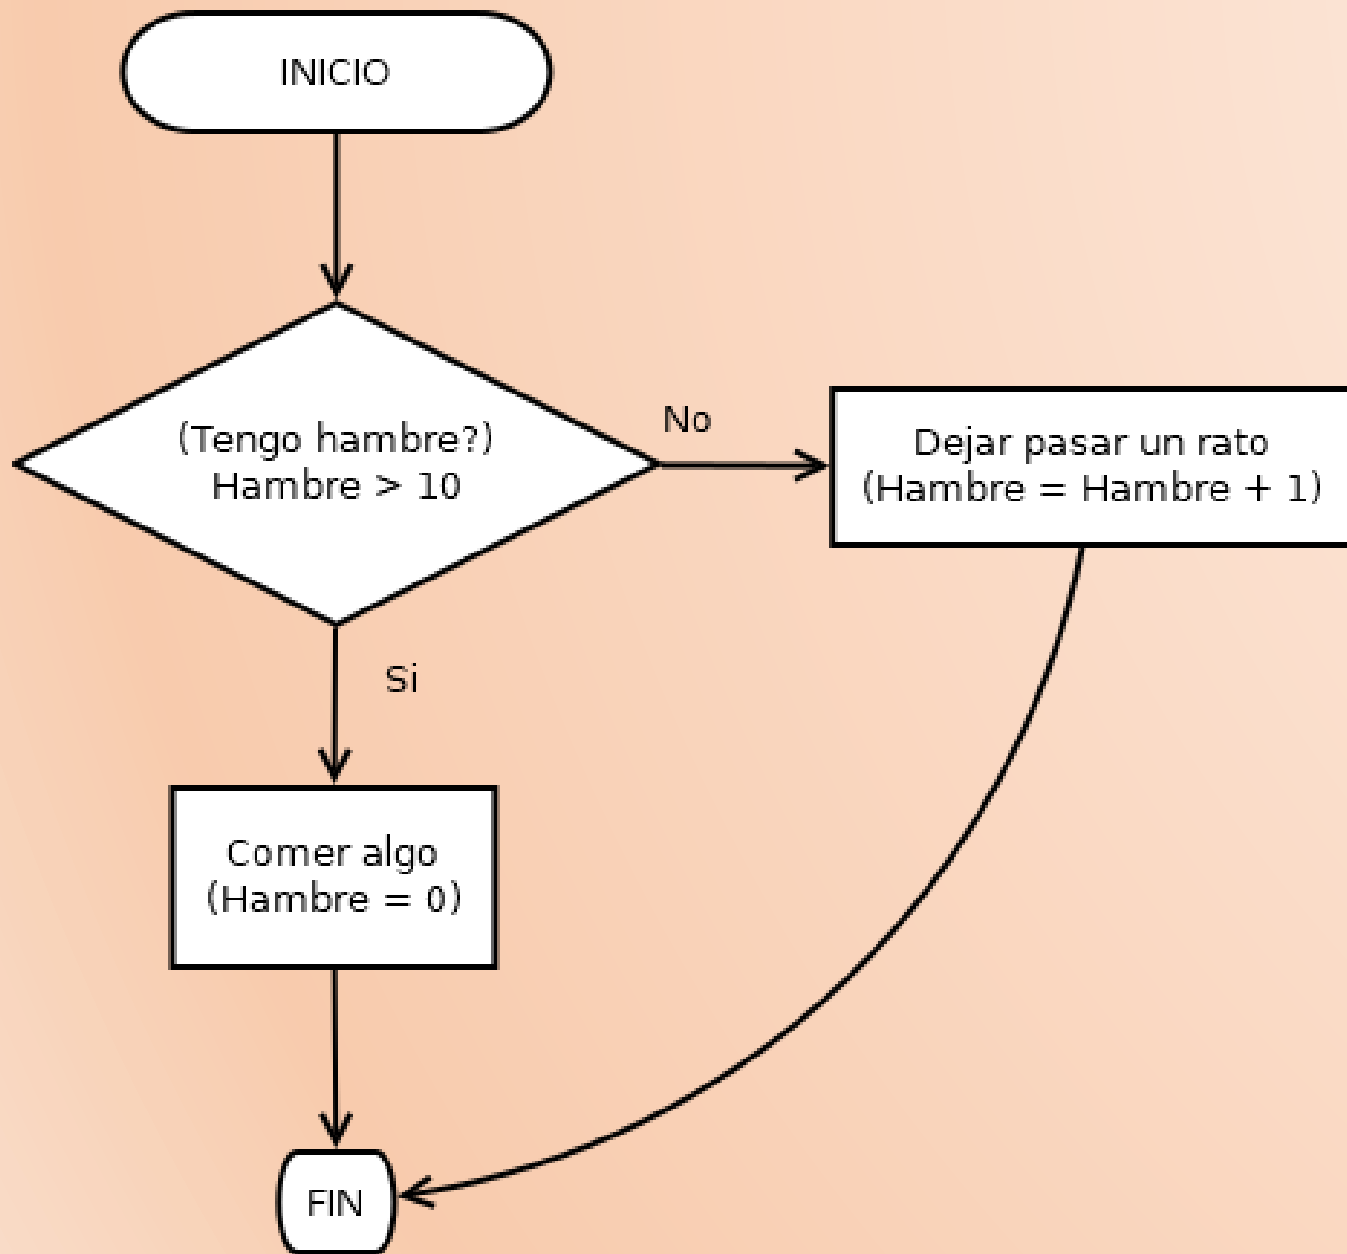 INICIO
(Tengo hambre?)
Hambre > 10
No
Dejar pasar un rato
(Hambre = Hambre + 1)
Si
Comer algo
(Hambre = 0)
FIN